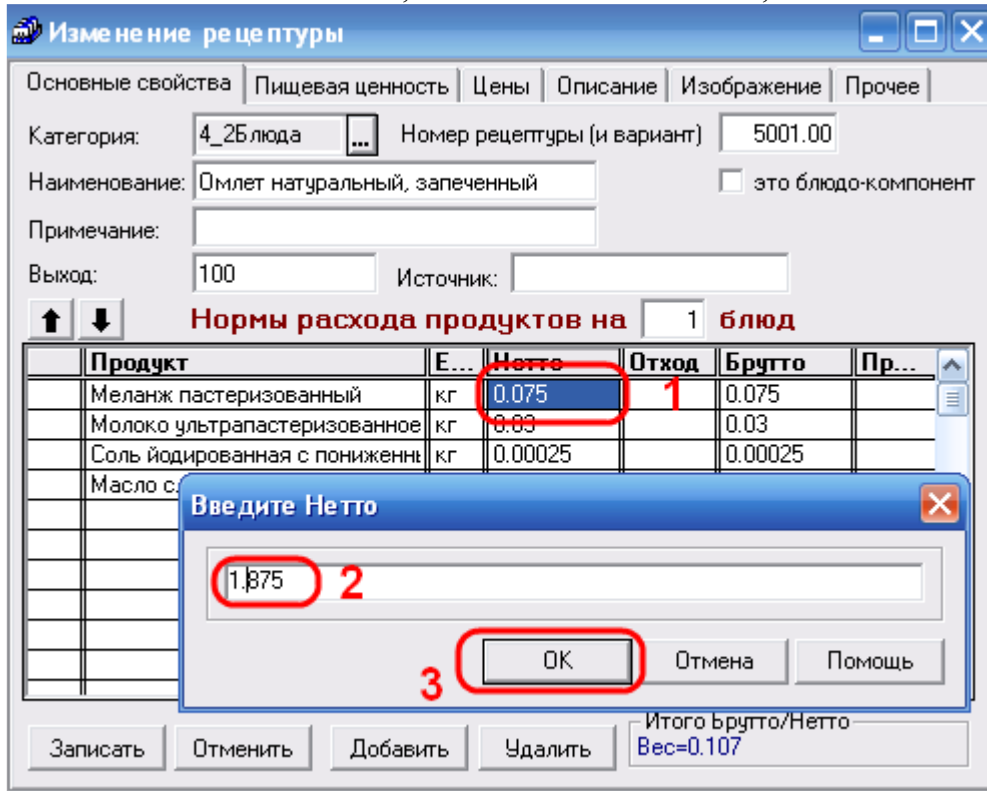 Изменение рецептуры
Основные свойства Пищевая ценность Цены Описание Изображение Прочее
Категория: 4_2Блюда ... Номер рецептуры (и вариант) 5001.00
Наименование: Омлет натуральный, запеченный это блюдо-компонент
Примечание:
Выход: 100 Источник:
Нормы расхода продуктов на 1 блюд
Продукт Е... Нетто Отход Брутто Пр...
Меланж пастеризованный кг 0.075 1 0.075
Молоко ультрапастеризованное кг 0.03 0.03
Соль йодированная с пониженны кг 0.00025 0.00025
Масло с
Введите Нетто
1.875 2
3 OK Отмена Помощь
Записать Отменить Добавить Удалить Итого Брутто/Нетто
Вес=0.107